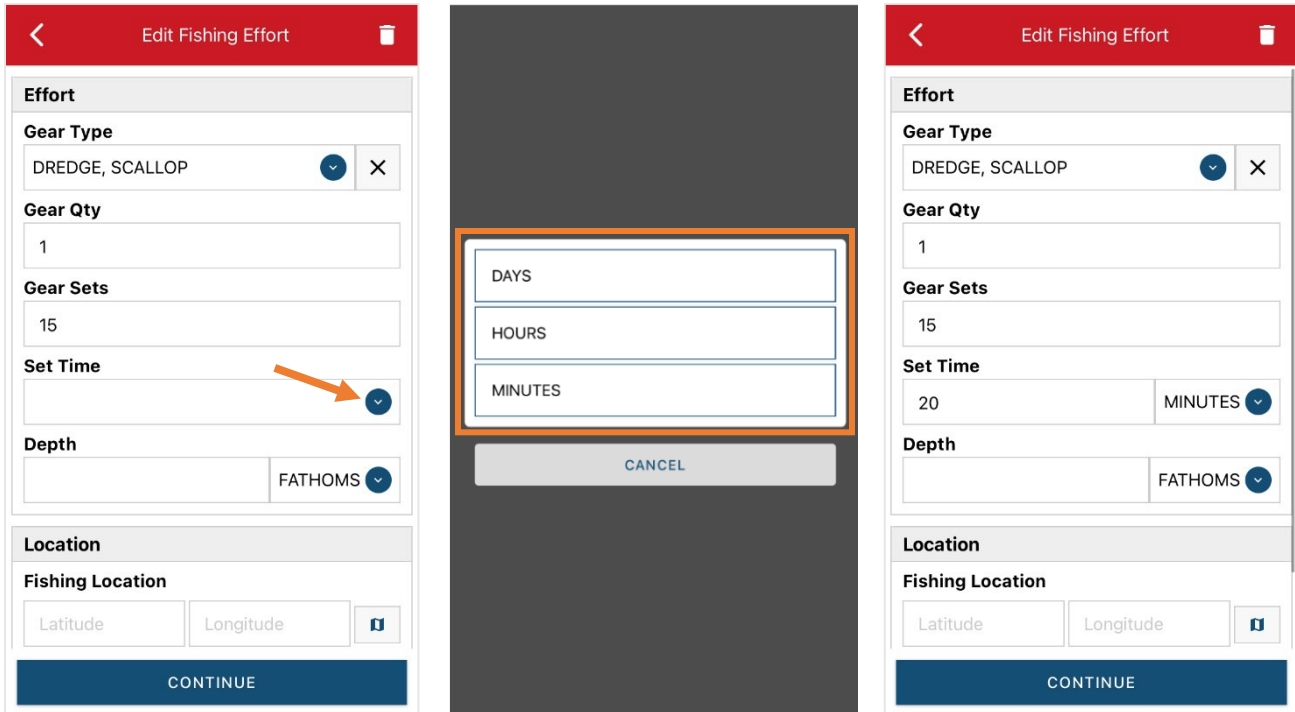 Edit Fishing Effort
Effort
Gear Type
DREDGE, SCALLOP
Gear Qty
1
Gear Sets
15
Set Time
Depth
FATHOMS
Location
Fishing Location
Latitude Longitude
CONTINUE
DAYS
HOURS
MINUTES
CANCEL
Edit Fishing Effort
Effort
Gear Type
DREDGE, SCALLOP
Gear Qty
1
Gear Sets
15
Set Time
20 MINUTES
Depth
FATHOMS
Location
Fishing Location
Latitude Longitude
CONTINUE